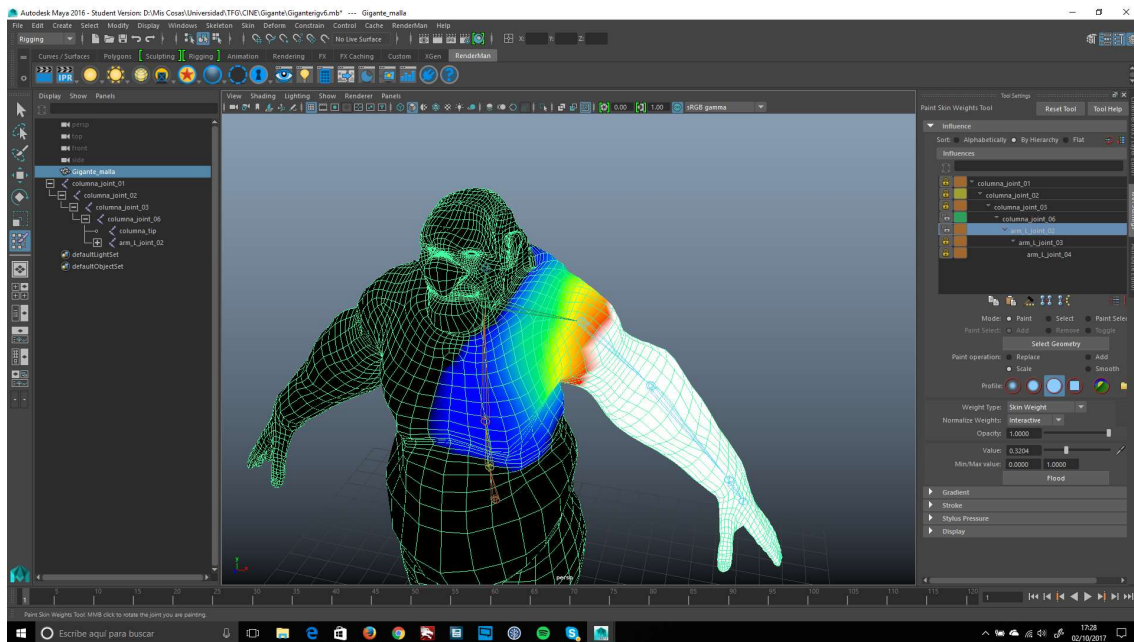 Autodesk Maya 2016 - Student Version: D:\Mis Cosas\Universidad\TFG\CINE\Gigante\Giganterigv6.mb* --- Gigante_malla
File Edit Create Select Modify Display Windows Skeleton Skin Deform Constrain Control Cache RenderMan Help
Rigging No Live Surface X: Y: Z:
Curves / Surfaces Polygons Sculpting Rigging Animation Rendering FX FX Caching Custom XGen RenderMan
IPR
Display Show Panels
persp
top
front
side
Gigante_malla
columna_joint_01
columna_joint_02
columna_joint_03
columna_joint_06
columna_tip
arm_L_joint_02
defaultLightSet
defaultObjectSet
View Shading Lighting Show Renderer Panels
0.00 1.00 sRGB gamma
persp
Tool Settings
Paint Skin Weights Tool Reset Tool Tool Help
Influence
Sort: Alphabetically By Hierarchy Flat
Influences
columna_joint_01
columna_joint_02
columna_joint_03
columna_joint_06
arm_L_joint_02
arm_L_joint_03
arm_L_joint_04
Mode: Paint Select Paint Sele
Paint Select: Add Remove Toggle
Select Geometry
Paint operation: Replace Add
Scale Smooth
Profile:
Weight Type: Skin Weight
Normalize Weights: Interactive
Opacity: 1.0000
Value: 0.3204
Min/Max value: 0.0000 1.0000
Flood
Gradient
Stroke
Stylus Pressure
Display
5 10 15 20 25 30 35 40 45 50 55 60 65 70 75 80 85 90 95 100 105 110 115 120 1
Paint Skin Weights Tool: MMB click to rotate the joint you are painting.
Escribe aquí para buscar
17:28
02/10/2017